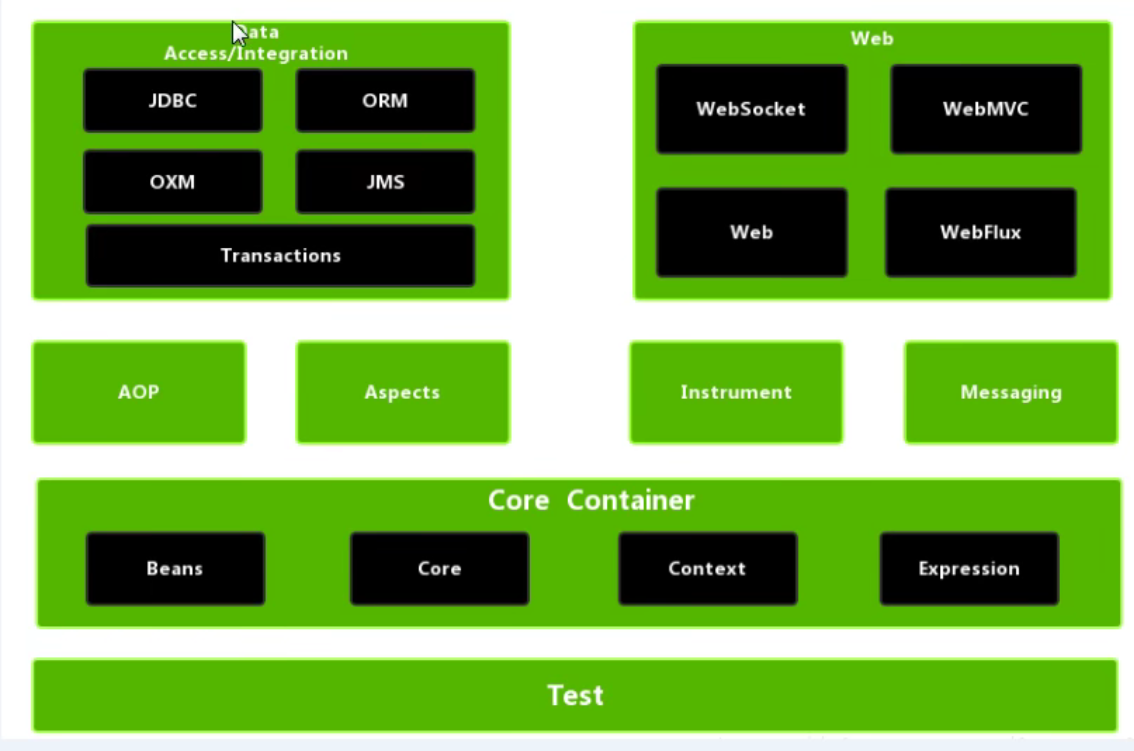 Data
Access/Integration
JDBC
ORM
OXM
JMS
Transactions
Web
WebSocket
WebMVC
Web
WebFlux
AOP
Aspects
Instrument
Messaging
Core Container
Beans
Core
Context
Expression
Test